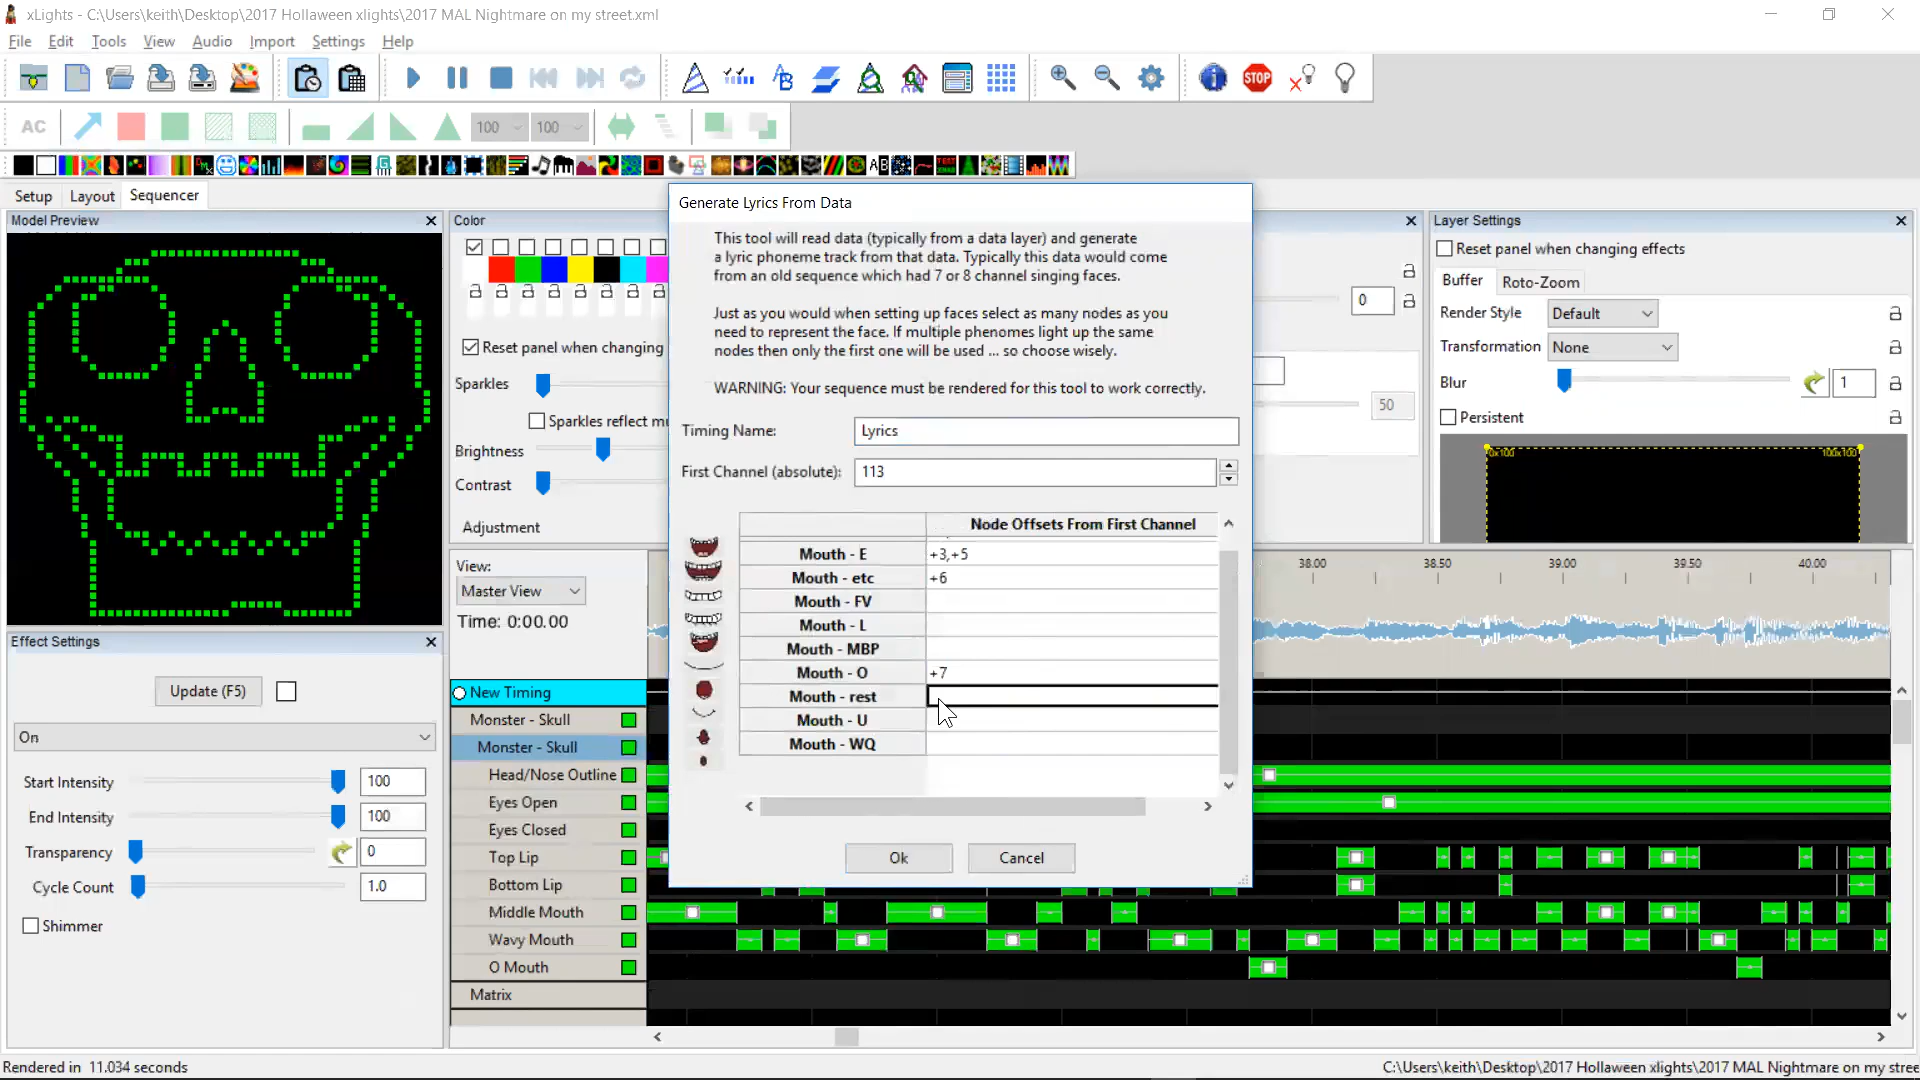 xLights - C:\Users\keith\Desktop\2017 Hollaween xlights\2017 MAL Nightmare on my street.xml
File Edit Tools View Audio Import Settings Help
AC 100 100
Setup Layout Sequencer
Model Preview
Color
Reset panel when changing
Sparkles
Sparkles reflect mu
Brightness
Contrast
Adjustment
Generate Lyrics From Data
This tool will read data (typically from a data layer) and generate
a lyric phoneme track from that data. Typically this data would come
from an old sequence which had 7 or 8 channel singing faces.
Just as you would when setting up faces select as many nodes as you
need to represent the face. If multiple phenomes light up the same
nodes then only the first one will be used ... so choose wisely.
WARNING: Your sequence must be rendered for this tool to work correctly.
Timing Name: Lyrics
First Channel (absolute): 113
Node Offsets From First Channel
Mouth - E +3,+5
Mouth - etc +6
Mouth - FV
Mouth - L
Mouth - MBP
Mouth - O +7
Mouth - rest
Mouth - U
Mouth - WQ
Ok Cancel
0
50
Layer Settings
Reset panel when changing effects
Buffer Roto-Zoom
Render Style Default
Transformation None
Blur 1
Persistent
0x100 100x100
Effect Settings
Update (F5)
On
Start Intensity 100
End Intensity 100
Transparency 0
Cycle Count 1.0
Shimmer
View:
Master View
Time: 0:00.00
38.00 38.50 39.00 39.50 40.00
New Timing
Monster - Skull
Monster - Skull
Head/Nose Outline
Eyes Open
Eyes Closed
Top Lip
Bottom Lip
Middle Mouth
Wavy Mouth
O Mouth
Matrix
Rendered in 11.034 seconds
C:\Users\keith\Desktop\2017 Hollaween xlights\2017 MAL Nightmare on my stree